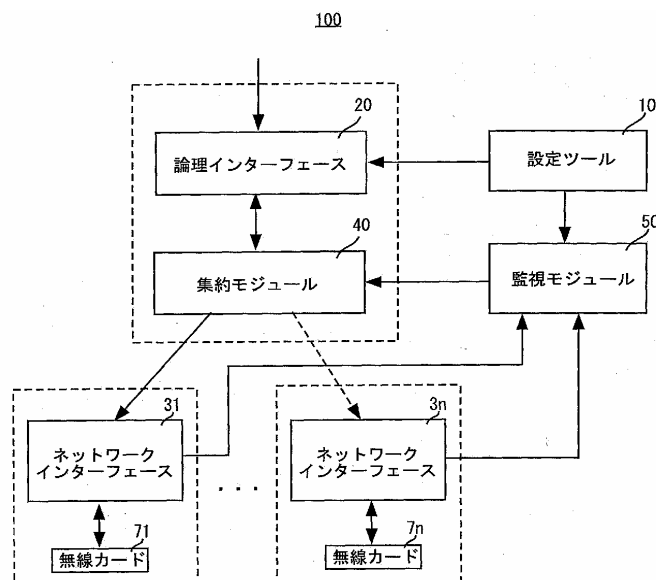 100
20
論理インターフェース
10
設定ツール
40
集約モジュール
50
監視モジュール
31
ネットワーク
インターフェース
3n
ネットワーク
インターフェース
...
71
無線カード
7n
無線カード